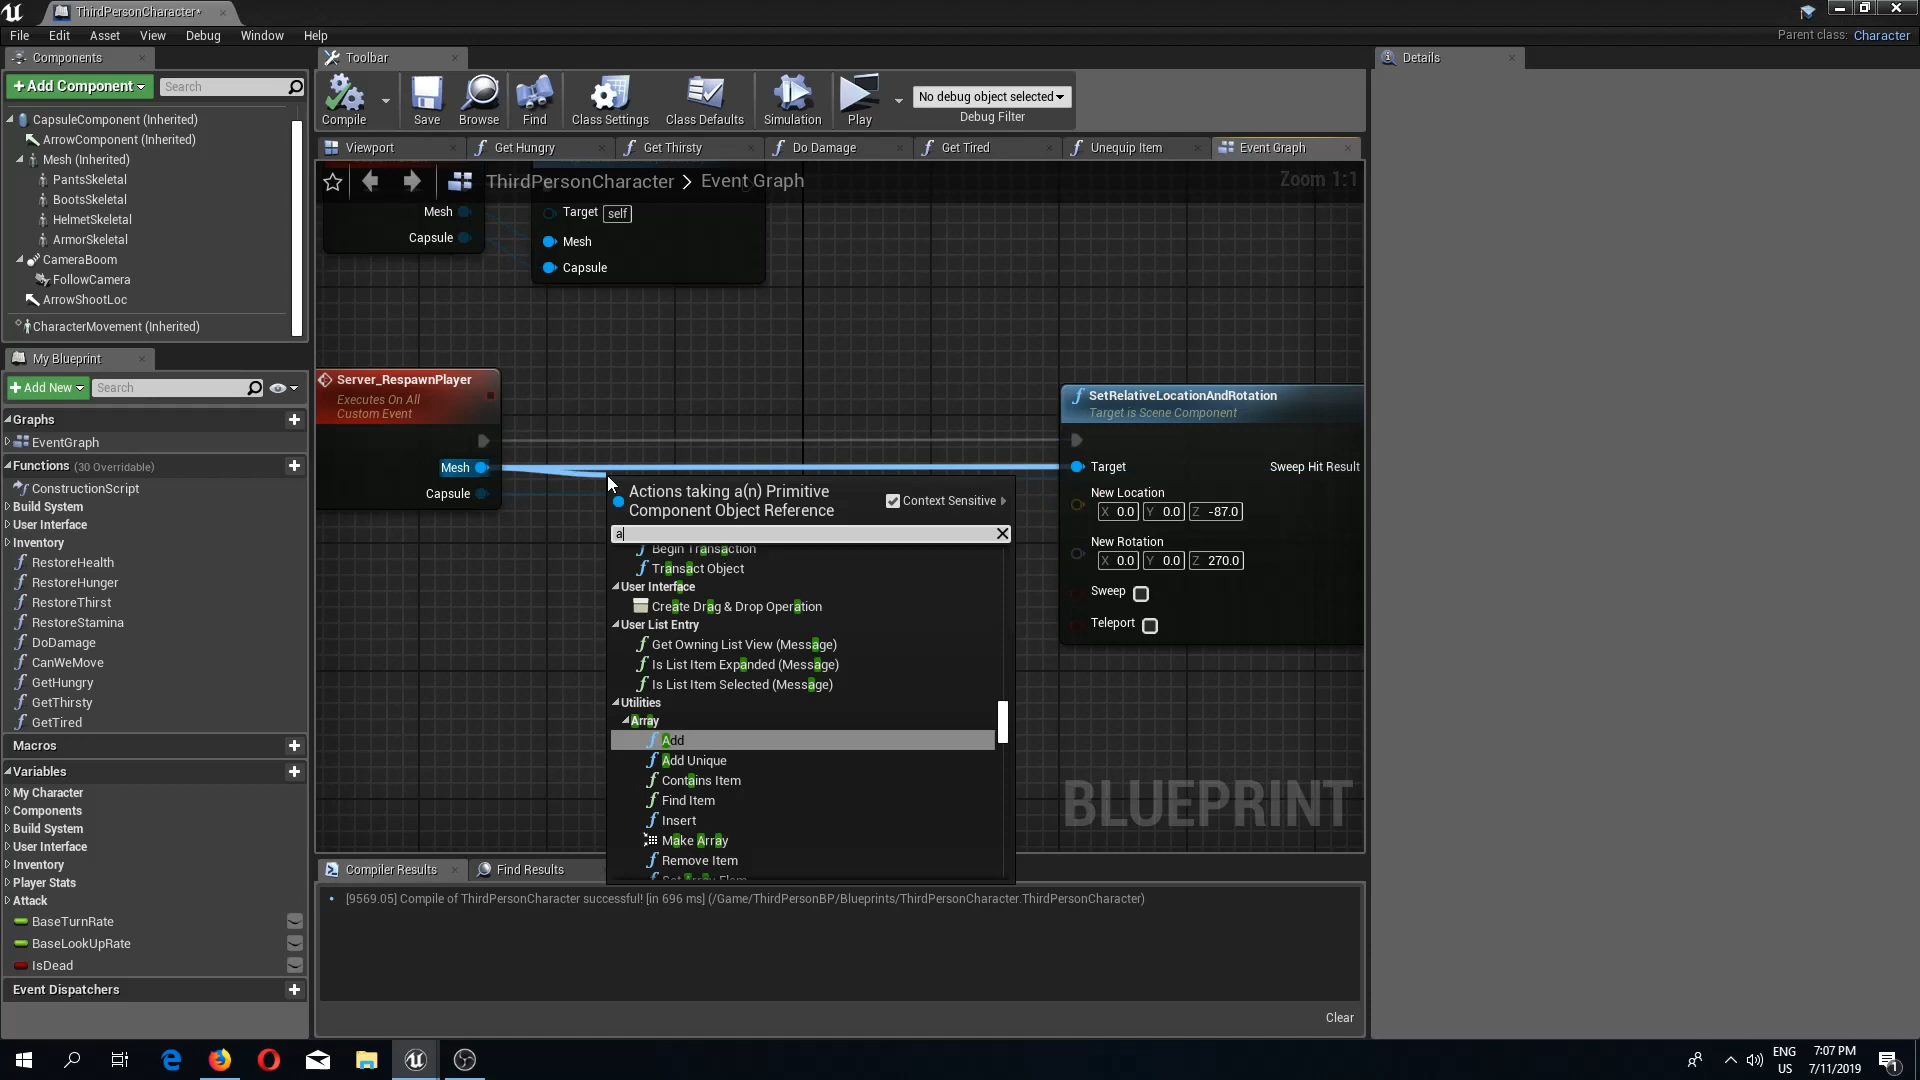 ThirdPersonCharacter*
File Edit Asset View Debug Window Help
Parent class: Character
Components
Toolbar
Details
+Add Component
Search
Compile
Save
Browse
Find
Class Settings
Class Defaults
Simulation
Play
No debug object selected
Debug Filter
CapsuleComponent (Inherited)
ArrowComponent (Inherited)
Mesh (Inherited)
PantsSkeletal
BootsSkeletal
HelmetSkeletal
ArmorSkeletal
CameraBoom
FollowCamera
ArrowShootLoc
CharacterMovement (Inherited)
Viewport
Get Hungry
Get Thirsty
Do Damage
Get Tired
Unequip Item
Event Graph
ThirdPersonCharacter > Event Graph
Zoom 1:1
Mesh
Capsule
Target self
Mesh
Capsule
Server_RespawnPlayer
Executes On All
Custom Event
Mesh
Capsule
SetRelativeLocationAndRotation
Target is Scene Component
Target
Sweep Hit Result
New Location
X 0.0 Y 0.0 Z -87.0
New Rotation
X 0.0 Y 0.0 Z 270.0
Sweep
Teleport
BLUEPRINT
Actions taking a(n) Primitive
Component Object Reference
Context Sensitive
a
Begin Transaction
Transact Object
User Interface
Create Drag & Drop Operation
User List Entry
Get Owning List View (Message)
Is List Item Expanded (Message)
Is List Item Selected (Message)
Utilities
Array
Add
Add Unique
Contains Item
Find Item
Insert
Make Array
Remove Item
My Blueprint
+Add New
Search
Graphs
EventGraph
Functions (30 Overridable)
ConstructionScript
Build System
User Interface
Inventory
RestoreHealth
RestoreHunger
RestoreThirst
RestoreStamina
DoDamage
CanWeMove
GetHungry
GetThirsty
GetTired
Macros
Variables
My Character
Components
Build System
User Interface
Inventory
Player Stats
Attack
BaseTurnRate
BaseLookUpRate
IsDead
Event Dispatchers
Compiler Results
Find Results
[9569.05] Compile of ThirdPersonCharacter successful! [in 696 ms] (/Game/ThirdPersonBP/Blueprints/ThirdPersonCharacter.ThirdPersonCharacter)
Clear
ENG
US
7:07 PM
7/11/2019
1